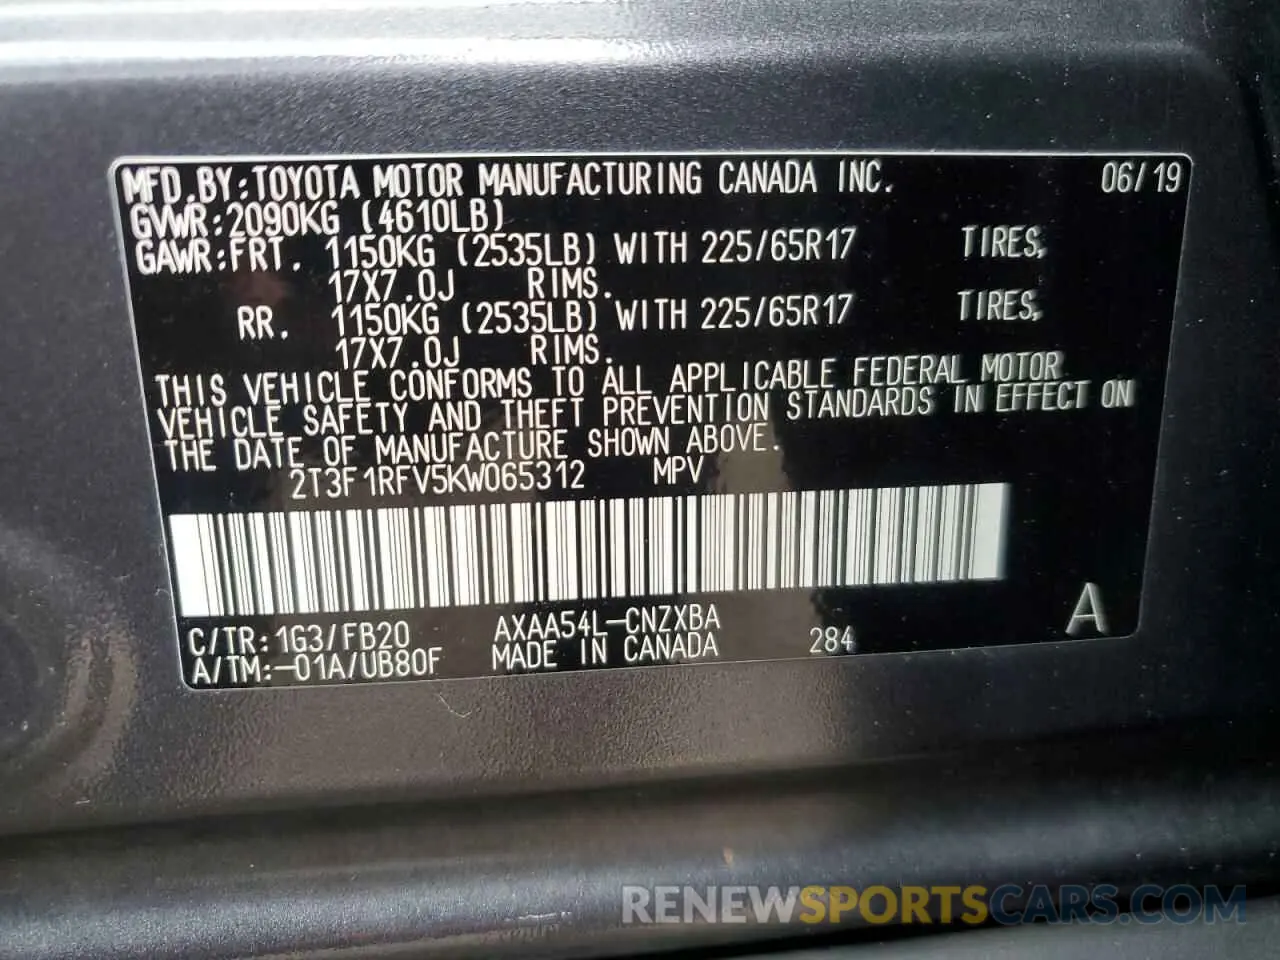 MFD.BY:TOYOTA MOTOR MANUFACTURING CANADA INC. 06/19
GVWR:2090KG (4610LB)
GAWR:FRT. 1150KG (2535LB) WITH 225/65R17 TIRES,
17X7.0J RIMS.
RR. 1150KG (2535LB) WITH 225/65R17 TIRES,
17X7.0J RIMS.
THIS VEHICLE CONFORMS TO ALL APPLICABLE FEDERAL MOTOR
VEHICLE SAFETY AND THEFT PREVENTION STANDARDS IN EFFECT ON
THE DATE OF MANUFACTURE SHOWN ABOVE.
2T3F1RFV5KW065312 MPV
C/TR:1G3/FB20 AXAA54L-CNZXBA
A/TM:-01A/UB80F MADE IN CANADA 284 A
RENEWSPORTSCARS.COM